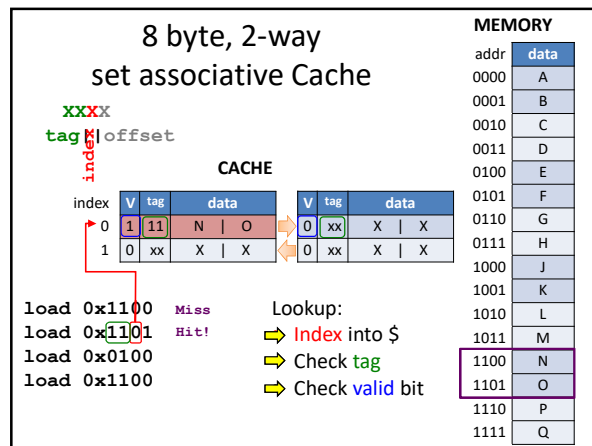 8 byte, 2-way
set associative Cache
XXXX
tag||offset
index
CACHE
index V tag data V tag data
0 1 11 N | O 0 xx X | X
1 0 xx X | X 0 xx X | X
load 0x1100 Miss
load 0x1101 Hit!
load 0x0100
load 0x1100
Lookup:
Index into $
Check tag
Check valid bit
MEMORY
addr data
0000 A
0001 B
0010 C
0011 D
0100 E
0101 F
0110 G
0111 H
1000 J
1001 K
1010 L
1011 M
1100 N
1101 O
1110 P
1111 Q